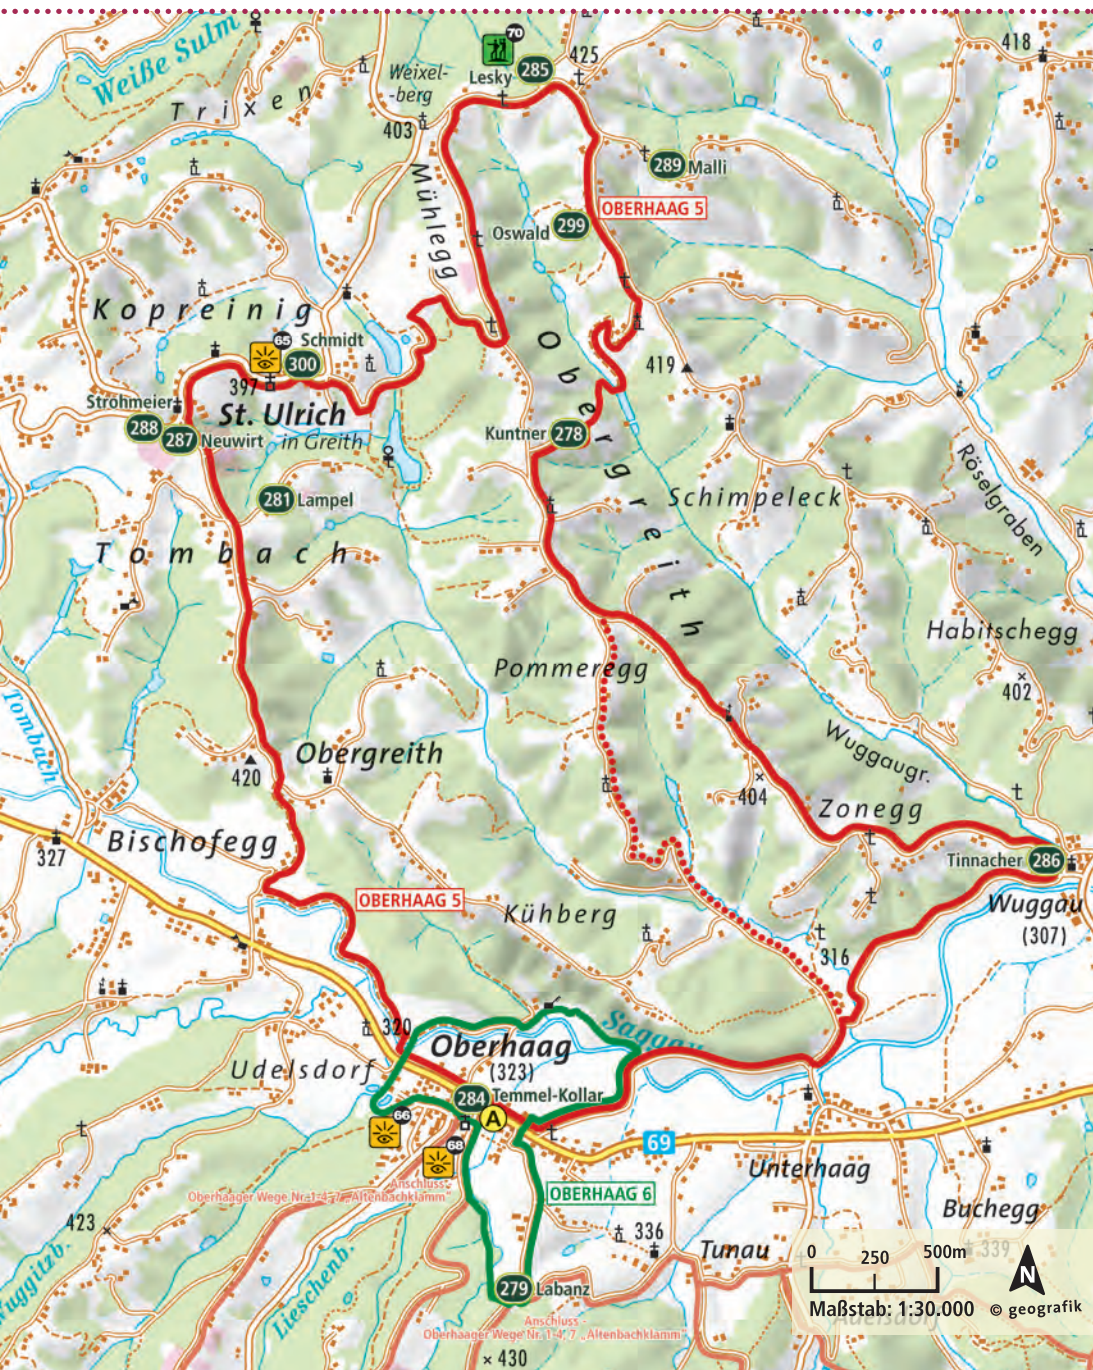 Weiße Sulm
Trixen
Weixel-
-berg
403
70
Lesky 285
425
418
289 Malli
OBERHAAG 5
Oswald 299
Mühlegg
Kopreinig
65
Schmidt
300
397
Strohmeier
288
287 Neuwirt
St. Ulrich
in Greith
281 Lampel
Obergreith
419
Kuntner 278
Schimpeleck
Röselgraben
Tombach
Habitschegg
402
Pommeregg
Tombach
Wuggaugr.
Obergreith
420
404
Zonegg
Bischofegg
327
Tinnacher 286
Wuggau
(307)
OBERHAAG 5
Kühberg
316
320
Saggau
Oberhaag
(323)
Udelsdorf
284 Temmel-Kollar
A
66
68
69
Unterhaag
Anschluss -
Oberhaager Wege Nr. 1-4, 7 „Altenbachklamm"
OBERHAAG 6
Buchegg
423
336
Tunau
339
Lieschenb.
279 Labanz
0 250 500m
N
Maßstab: 1:30.000 © geografik
Adelsdorf
Anschluss -
Oberhaager Wege Nr. 1-4, 7 „Altenbachklamm"
430